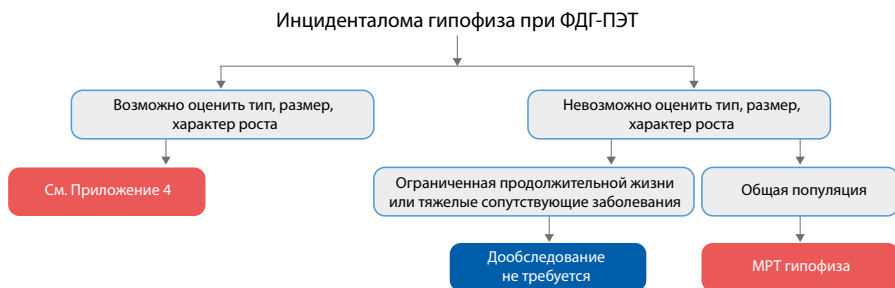 Инциденталома гипофиза при ФДГ-ПЭТ
Возможно оценить тип, размер,
характер роста
Невозможно оценить тип, размер,
характер роста
См. Приложение 4
Ограниченная продолжительной жизни
или тяжелые сопутствующие заболевания
Общая популяция
Дообследование
не требуется
МРТ гипофиза